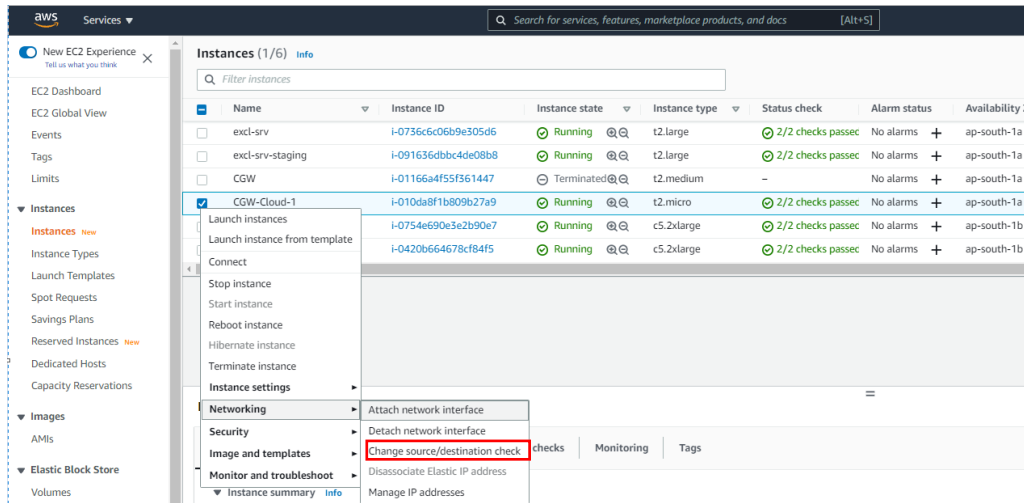 aws Services ▼ Search for services, features, marketplace products, and docs [Alt+S]
New EC2 Experience
Tell us what you think
EC2 Dashboard
EC2 Global View
Events
Tags
Limits
Instances
Instances New
Instance Types
Launch Templates
Spot Requests
Savings Plans
Reserved Instances New
Dedicated Hosts
Capacity Reservations
Images
AMIs
Elastic Block Store
Volumes
Instances (1/6) Info
Filter instances
Name Instance ID Instance state Instance type Status check Alarm status Availability
excl-srv i-0736c6c06b9e305d6 Running t2.large 2/2 checks passed No alarms + ap-south-1a
excl-srv-staging i-091636dbbc4de08b8 Running t2.large 2/2 checks passed No alarms + ap-south-1a
CGW i-01166a4f55f361447 Terminated t2.medium – No alarms + ap-south-1a
CGW-Cloud-1 i-010da8f1b809b27a9 Running t2.micro 2/2 checks passed No alarms + ap-south-1a
i-0754e690e3e2b90e7 Running c5.2xlarge 2/2 checks passed No alarms + ap-south-1b
i-0420b664678cf84f5 Running c5.2xlarge 2/2 checks passed No alarms + ap-south-1b
Launch instances
Launch instance from template
Connect
Stop instance
Start instance
Reboot instance
Hibernate instance
Terminate instance
Instance settings
Networking
Security
Image and templates
Monitor and troubleshoot
Attach network interface
Detach network interface
Change source/destination check
Disassociate Elastic IP address
Manage IP addresses
checks Monitoring Tags
Instance summary Info